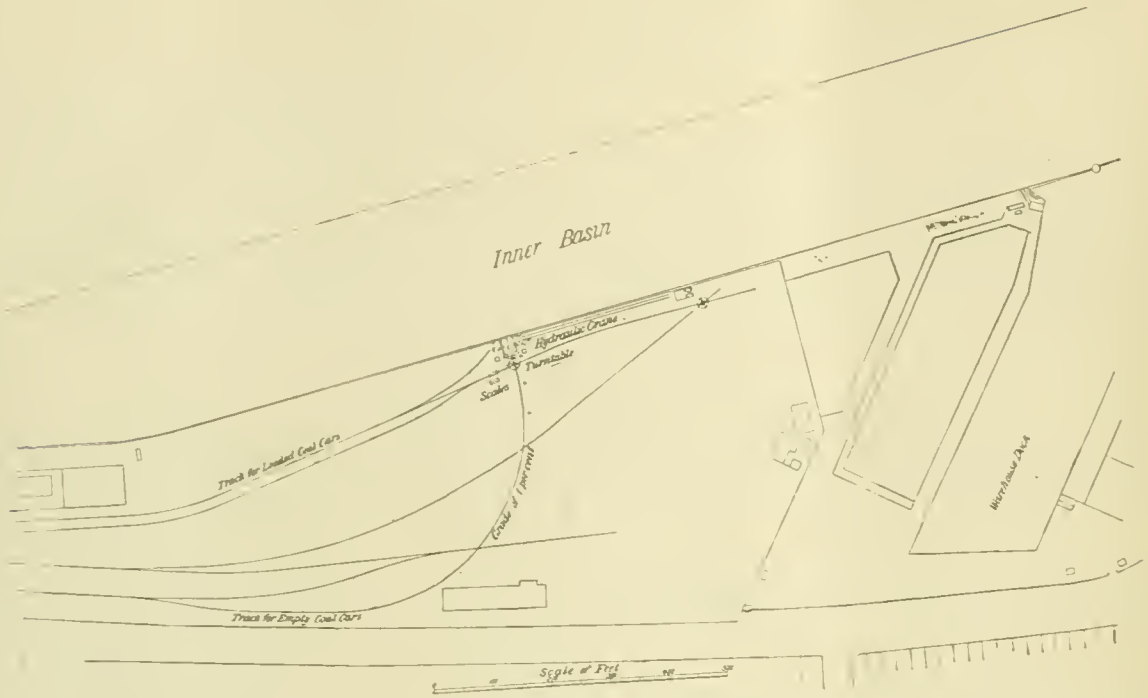 Inner Basin
Hydraulic Crane
Turntable
Scales
Track for Loaded Coal Cars
Grade of 1 per cent
Warehouse Dock
Track for Empty Coal Cars
Scale of Feet